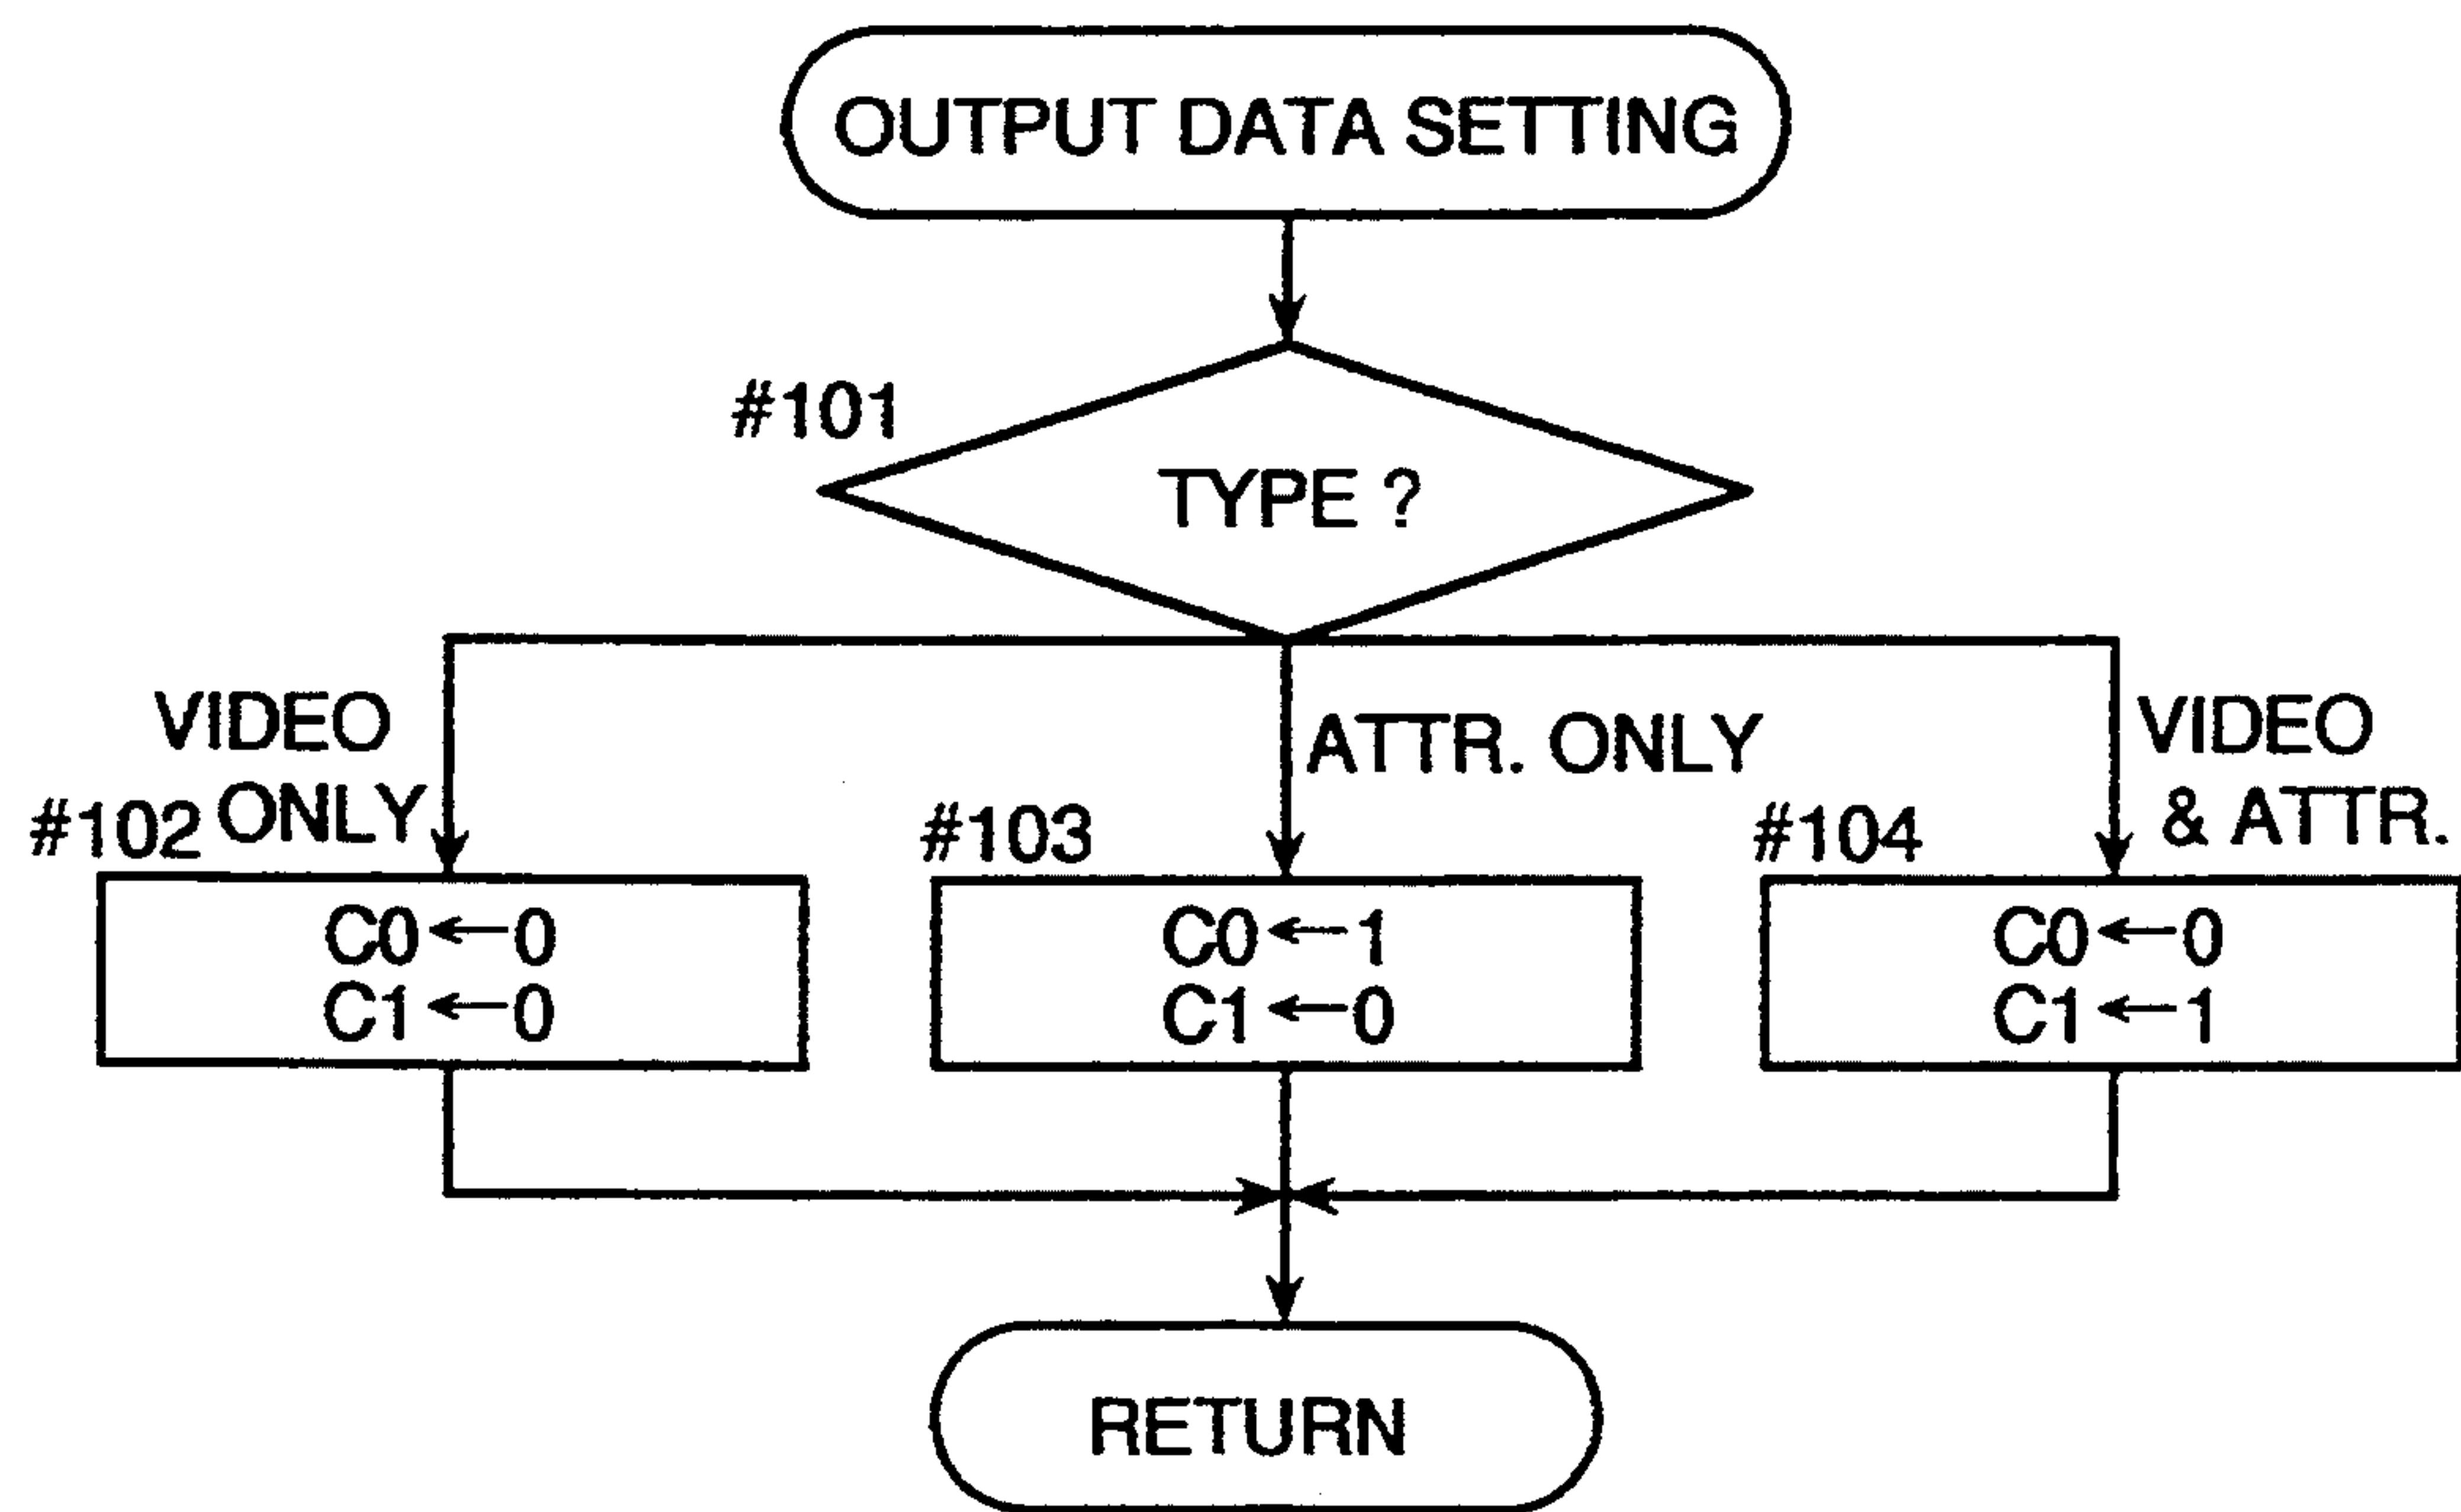 OUTPUT DATA SETTING
#101
TYPE ?
VIDEO
ONLY
ATTR. ONLY
VIDEO
& ATTR.
#102
#103
#104
C0←0
C1←0
C0←1
C1←0
C0←0
C1←1
RETURN